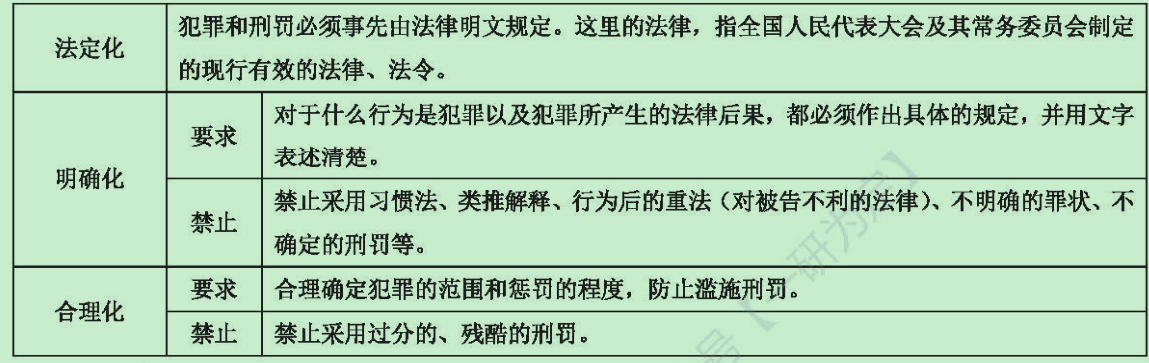 法定化
犯罪和刑罚必须事先由法律明文规定。这里的法律，指全国人民代表大会及其常务委员会制定
的现行有效的法律、法令。
明确化
要求
对于什么行为是犯罪以及犯罪所产生的法律后果，都必须作出具体的规定，并用文字
表述清楚。
禁止
禁止采用习惯法、类推解释、行为后的重法（对被告不利的法律）、不明确的罪状、不
确定的刑罚等。
合理化
要求
合理确定犯罪的范围和惩罚的程度，防止滥施刑罚。
禁止
禁止采用过分的、残酷的刑罚。
号【一研为定】